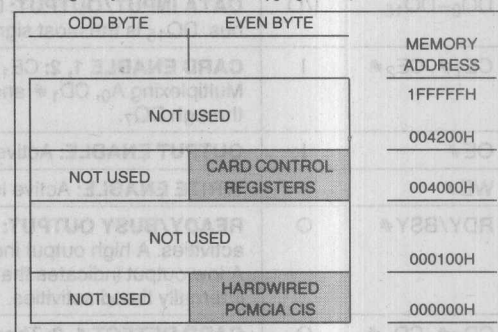 ODD BYTE EVEN BYTE
MEMORY
ADDRESS
1FFFFFH
NOT USED
004200H
NOT USED
CARD CONTROL
REGISTERS
004000H
NOT USED
000100H
NOT USED
HARDWIRED
PCMCIA CIS
000000H